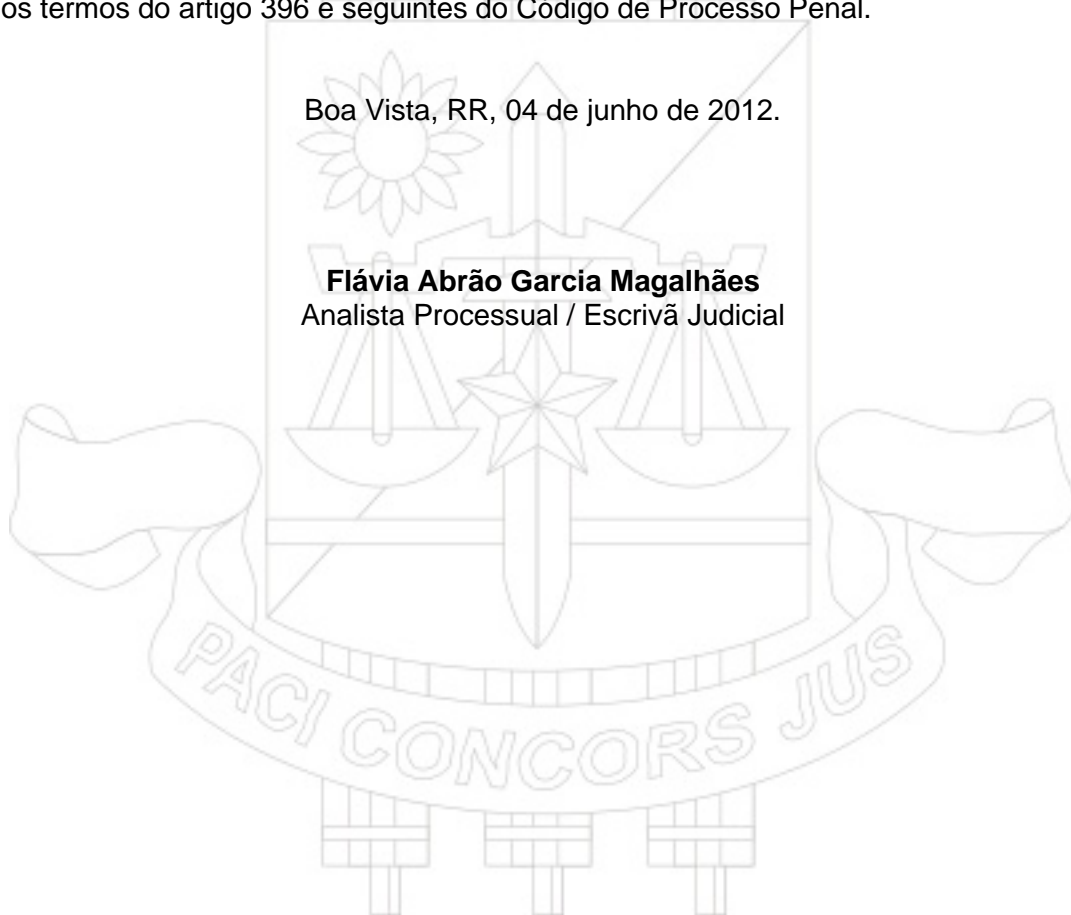 os termos do artigo 396 e seguintes do Código de Processo Penal.
Boa Vista, RR, 04 de junho de 2012.
Flávia Abrão Garcia Magalhães
Analista Processual / Escrivã Judicial
PACI CONCORS JUS